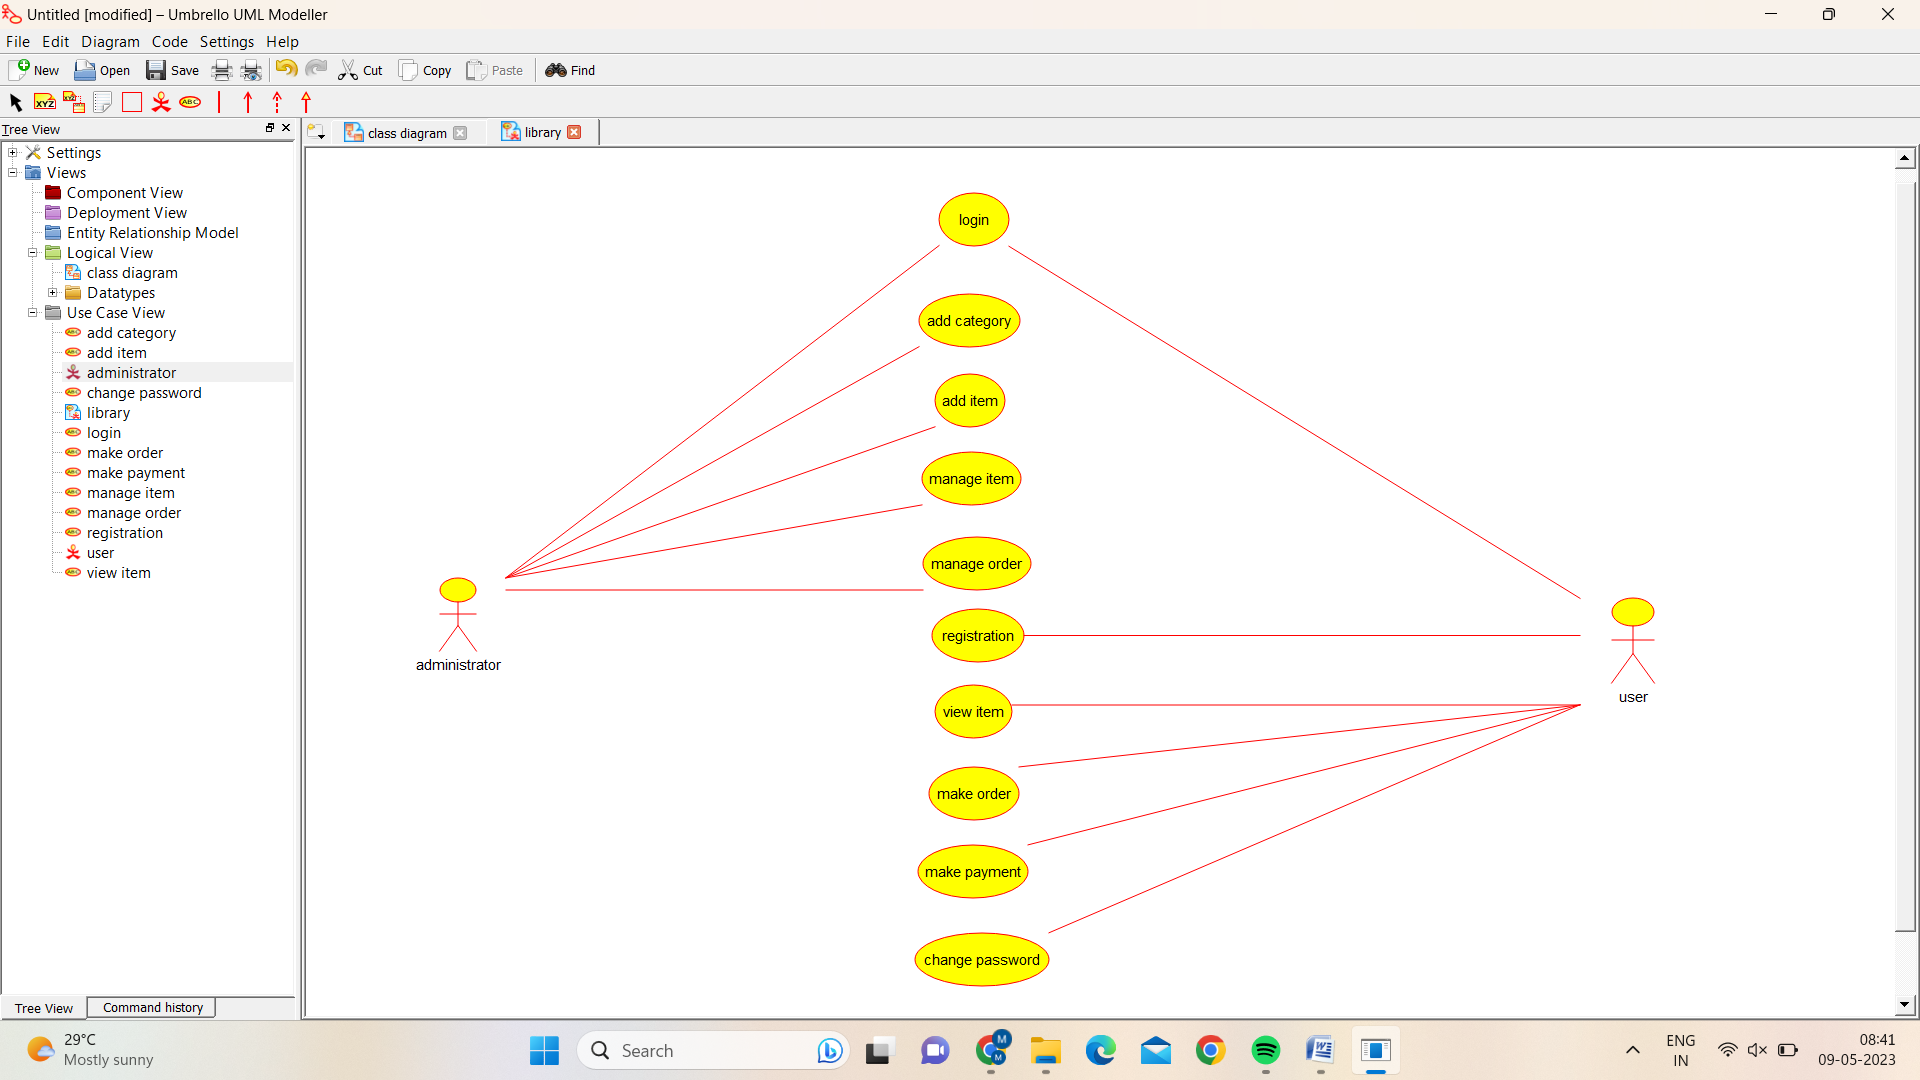 Untitled [modified] – Umbrello UML Modeller
File Edit Diagram Code Settings Help
New Open Save Cut Copy Paste Find
XYZ XYZ ABC
Tree View
class diagram library
Settings
Views
Component View
Deployment View
Entity Relationship Model
Logical View
class diagram
Datatypes
Use Case View
add category
add item
administrator
change password
library
login
make order
make payment
manage item
manage order
registration
user
view item
login
add category
add item
manage item
manage order
registration
view item
make order
make payment
change password
administrator
user
Tree View Command history
29°C
Mostly sunny
Search
M
M
ENG
IN
08:41
09-05-2023